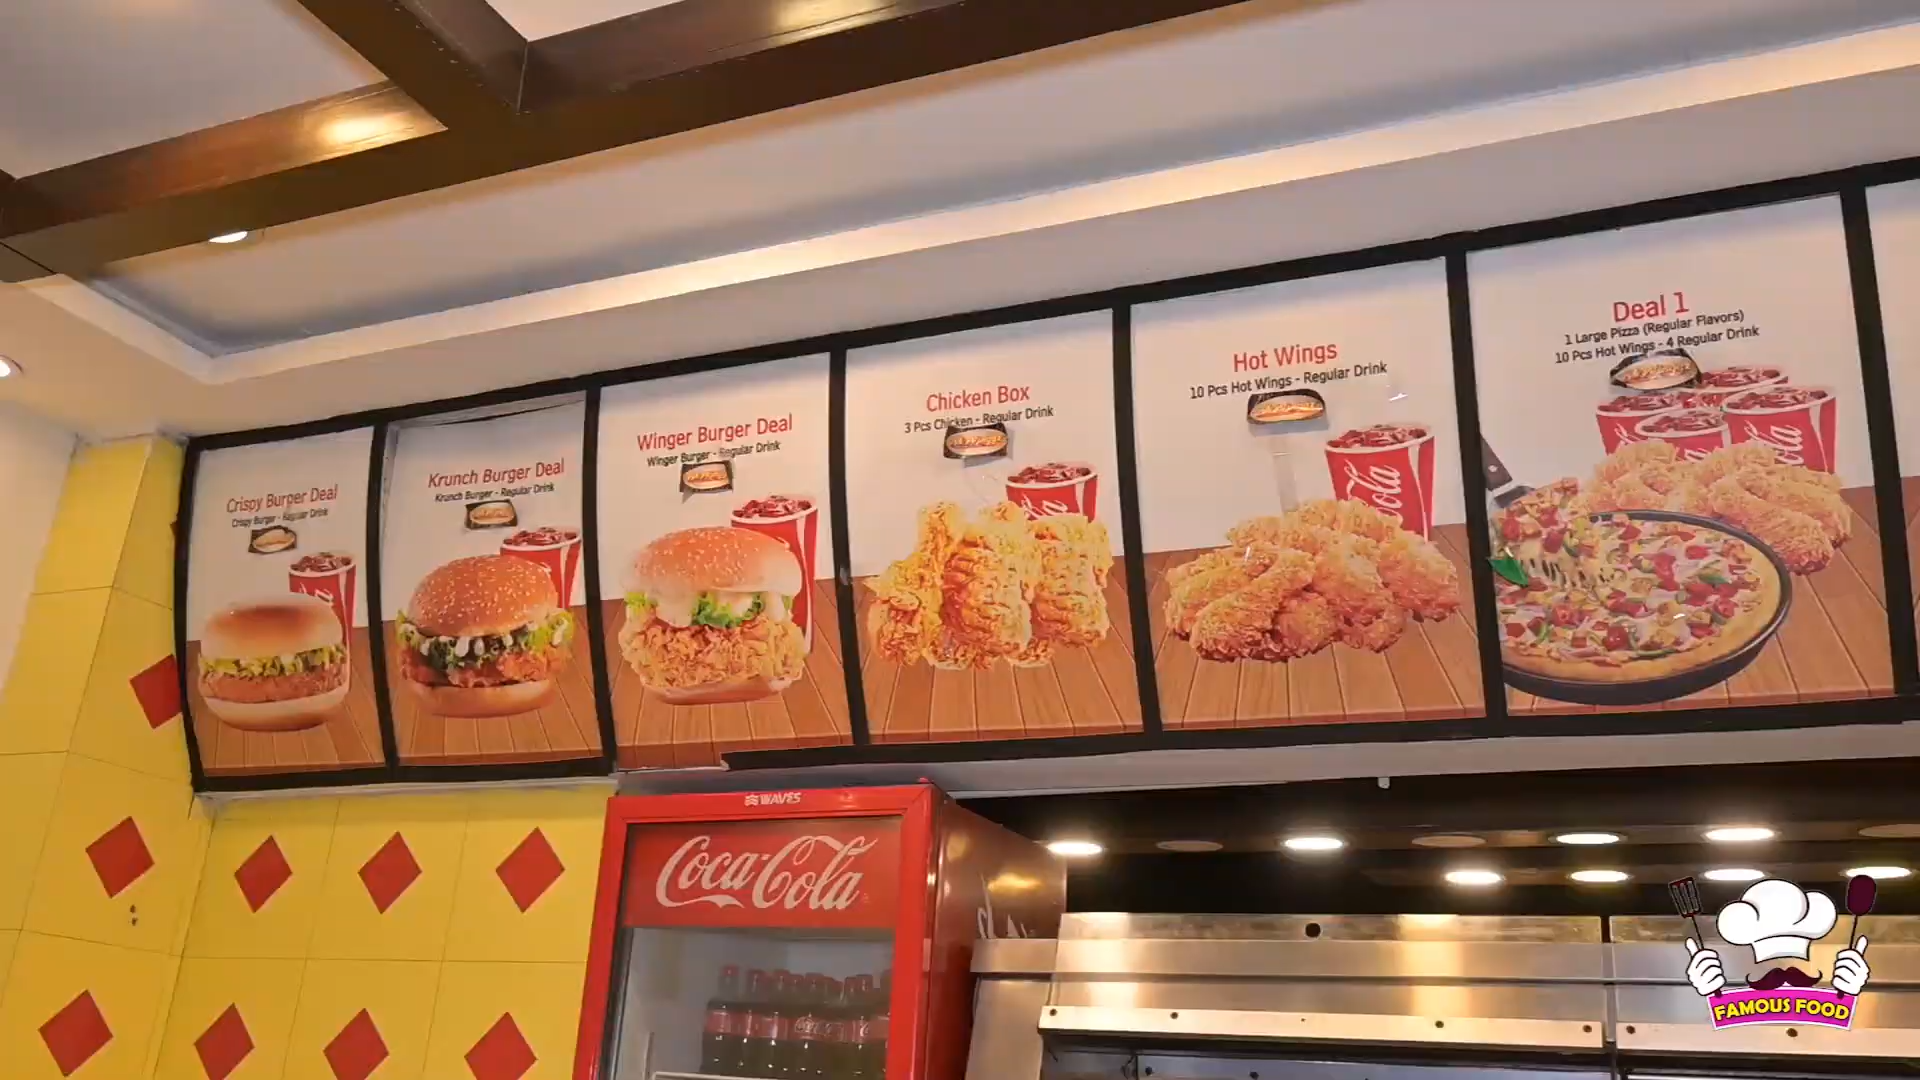 Crispy Burger Deal
Crispy Burger - Regular Drink
Krunch Burger Deal
Krunch Burger - Regular Drink
Winger Burger Deal
Winger Burger - Regular Drink
Chicken Box
3 Pcs Chicken - Regular Drink
Hot Wings
10 Pcs Hot Wings - Regular Drink
Deal 1
1 Large Pizza (Regular Flavors)
10 Pcs Hot Wings - 4 Regular Drink
WAVES
Coca-Cola
FAMOUS FOOD